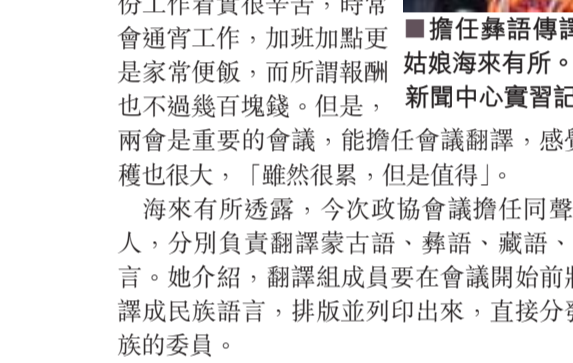 份工作着實很辛苦，時常
會通宵工作，加班加點更
是家常便飯，而所謂報酬
也不過幾百塊錢。但是，
兩會是重要的會議，能擔任會議翻譯，感覺
穫也很大，「雖然很累，但是值得」。
海來有所透露，今次政協會議擔任同聲
人，分別負責翻譯蒙古語、彝語、藏語、
言。她介紹，翻譯組成員要在會議開始前將
譯成民族語言，排版並列印出來，直接分發
族的委員。
■擔任彝語傳譯
姑娘海來有所。
新聞中心實習記